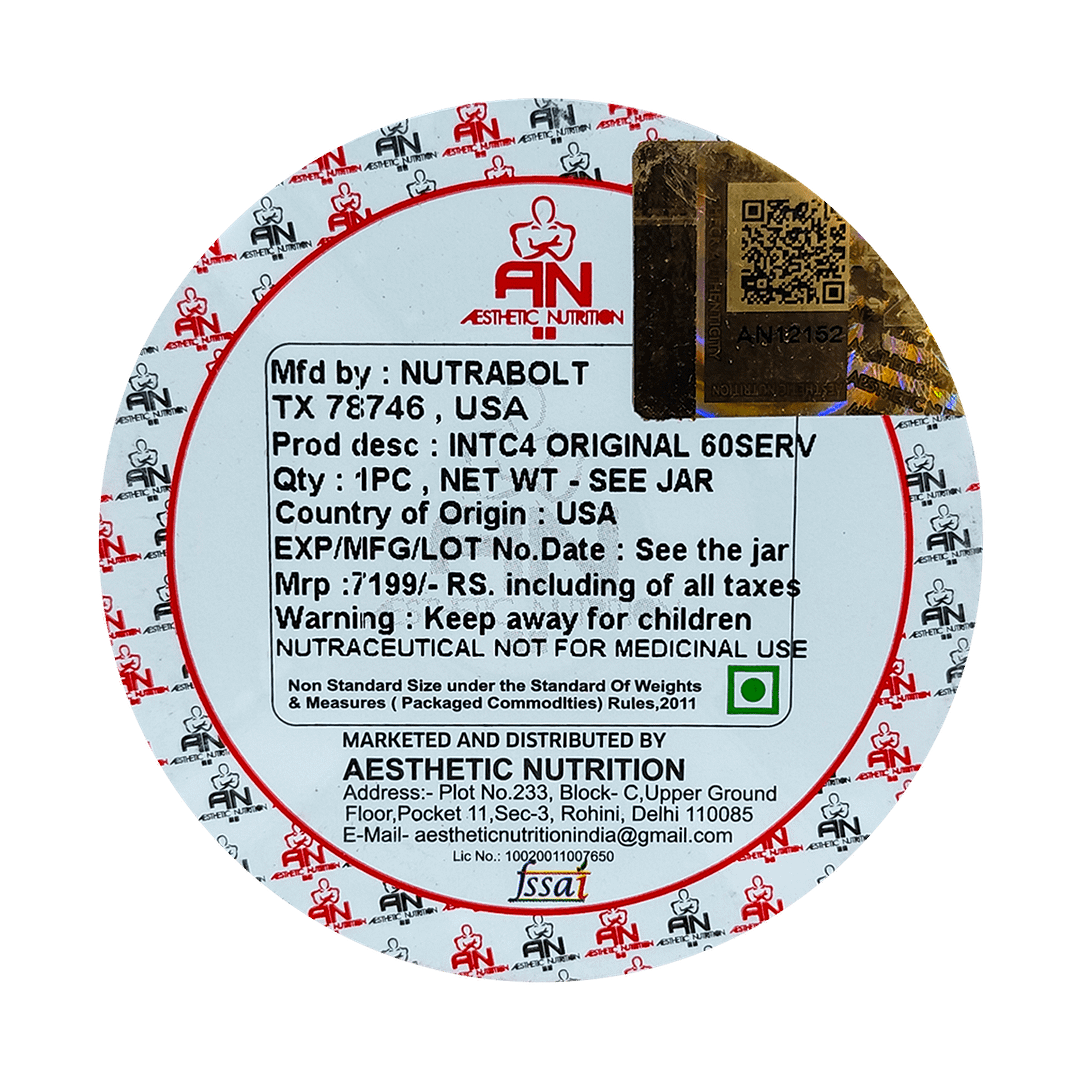 AN
AESTHETIC NUTRITION
AN12152
Mfd by : NUTRABOLT
TX 78746 , USA
Prod desc : INTC4 ORIGINAL 60SERV
Qty : 1PC , NET WT - SEE JAR
Country of Origin : USA
EXP/MFG/LOT No.Date : See the jar
Mrp :7199/- RS. including of all taxes
Warning : Keep away for children
NUTRACEUTICAL NOT FOR MEDICINAL USE
Non Standard Size under the Standard Of Weights
& Measures ( Packaged Commodities) Rules,2011
MARKETED AND DISTRIBUTED BY
AESTHETIC NUTRITION
Address:- Plot No.233, Block- C,Upper Ground
Floor,Pocket 11,Sec-3, Rohini, Delhi 110085
E-Mail- aestheticnutritionindia@gmail.com
Lic No.: 10020011007650
fssai